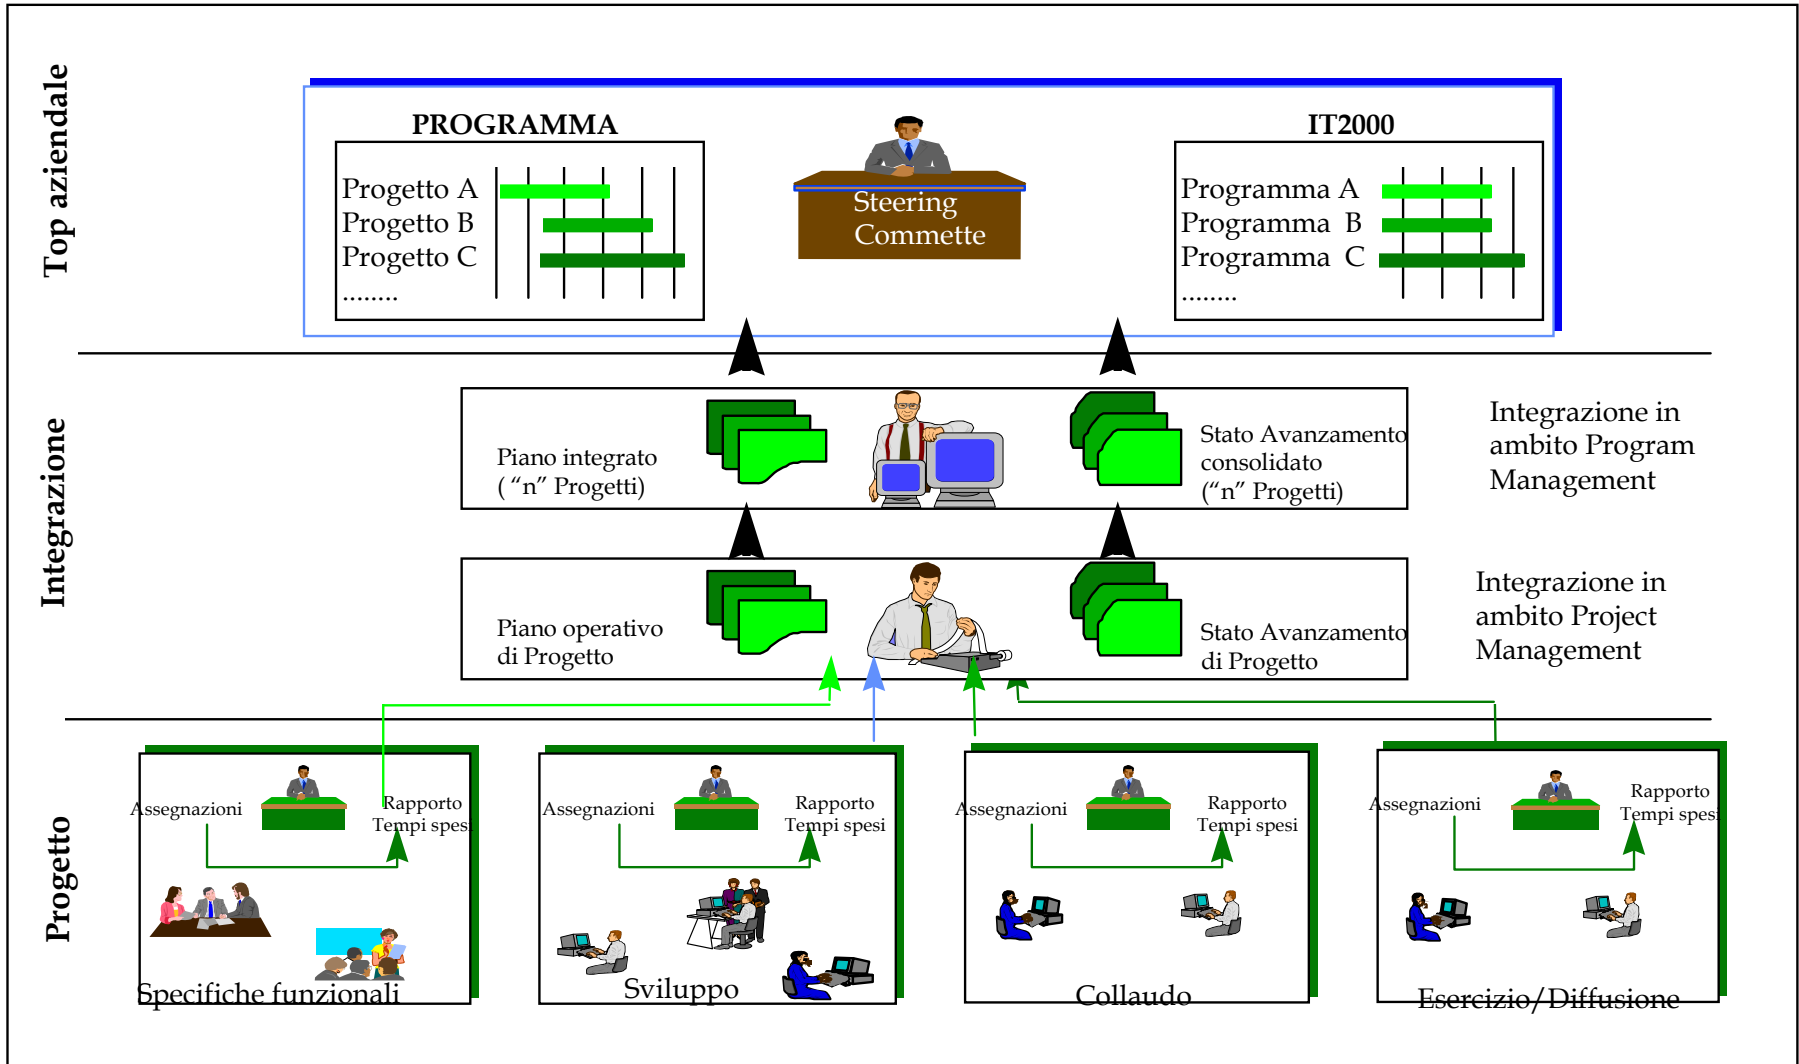 Top aziendale
PROGRAMMA
Progetto A
Progetto B
Progetto C
........
Steering
Commette
IT2000
Programma A
Programma  B
Programma  C
........
Integrazione
Piano integrato
( “n” Progetti)
Stato Avanzamento
consolidato
(“n” Progetti)
Integrazione in
ambito Program
Management
Piano operativo
di Progetto
Stato Avanzamento
di Progetto
Integrazione in
ambito Project
Management
Progetto
Assegnazioni
Rapporto
Tempi spesi
Specifiche funzionali
Assegnazioni
Rapporto
Tempi spesi
Sviluppo
Assegnazioni
Rapporto
Tempi spesi
Collaudo
Assegnazioni
Rapporto
Tempi spesi
Esercizio/Diffusione